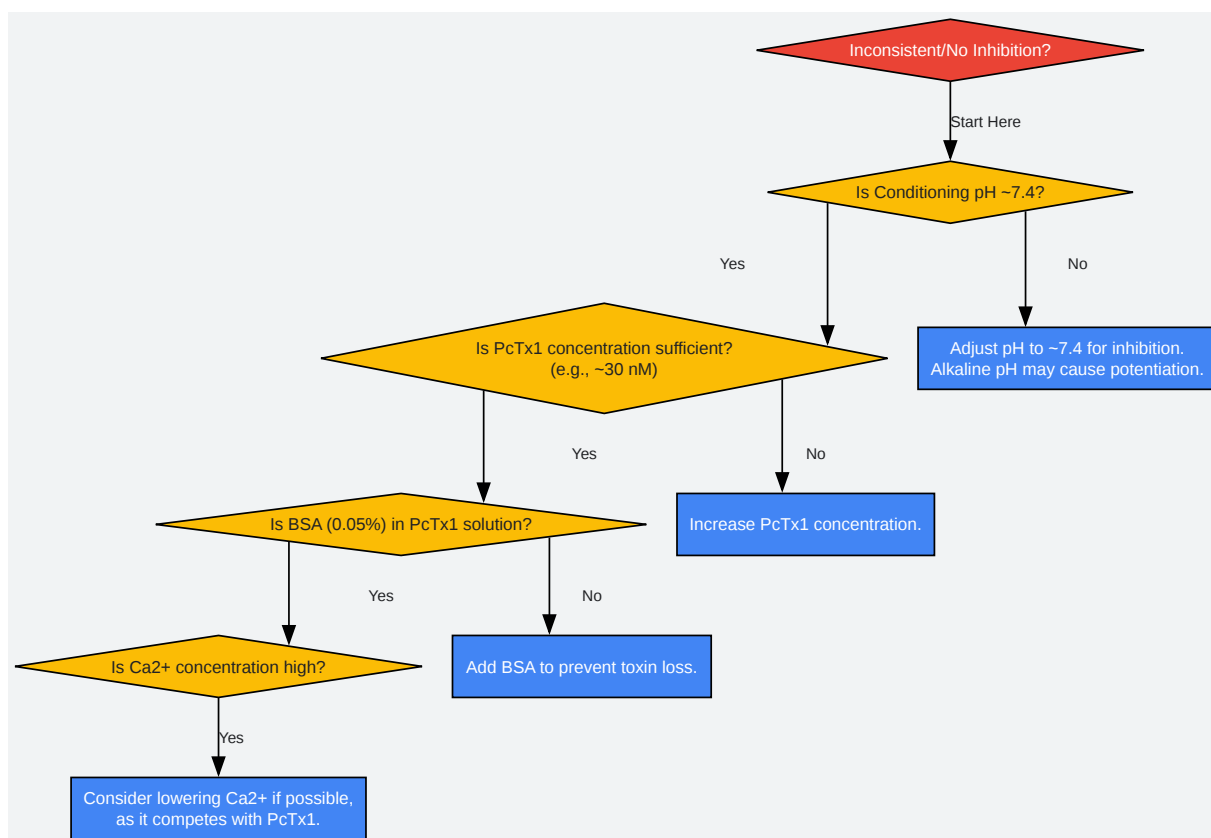 Inconsistent/No Inhibition?
Start Here
Is Conditioning pH ~7.4?
Yes
No
Is PcTx1 concentration sufficient?
(e.g., ~30 nM)
Adjust pH to ~7.4 for inhibition.
Alkaline pH may cause potentiation.
Yes
No
Is BSA (0.05%) in PcTx1 solution?
Increase PcTx1 concentration.
Yes
No
Is Ca2+ concentration high?
Add BSA to prevent toxin loss.
Yes
Consider lowering Ca2+ if possible,
as it competes with PcTx1.